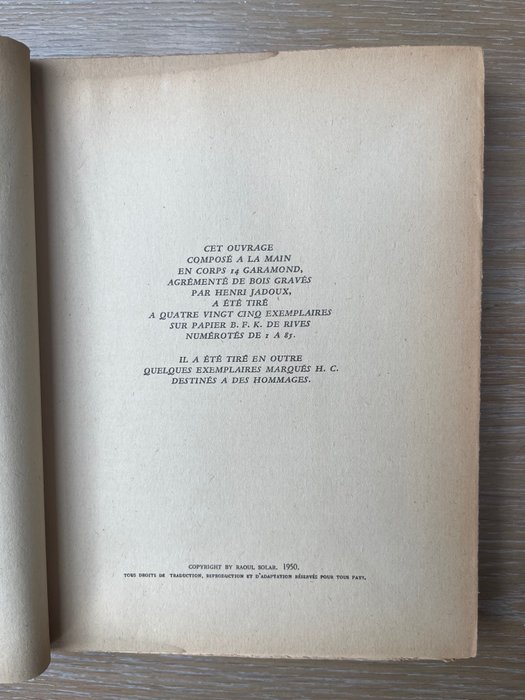 CET OUVRAGE
COMPOSÉ A LA MAIN
EN CORPS 14 GARAMOND,
AGRÉMENTÉ DE BOIS GRAVÉS
PAR HENRI JADOUX,
A ÉTÉ TIRÉ
A QUATRE VINGT CINQ EXEMPLAIRES
SUR PAPIER B. F. K. DE RIVES
NUMÉROTÉS DE 1 A 85.
IL A ÉTÉ TIRÉ EN OUTRE
QUELQUES EXEMPLAIRES MARQUÉS H. C.
DESTINÉS A DES HOMMAGES.
COPYRIGHT BY RAOUL SOLAR. 1950.
TOUS DROITS DE TRADUCTION, REPRODUCTION ET D'ADAPTATION RÉSERVÉS POUR TOUS PAYS.